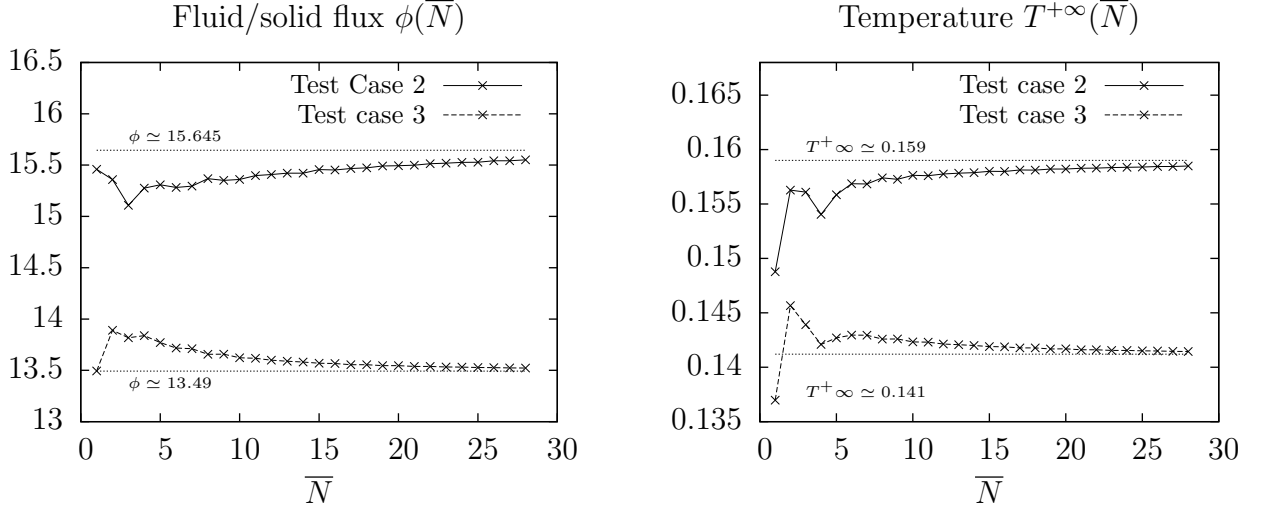 Fluid/solid flux ϕ(N̅)
16.5
16
15.5
15
14.5
14
13.5
13
Test Case 2
Test case 3
ϕ ≃ 15.645
ϕ ≃ 13.49
0 5 10 15 20 25 30
N̅
Temperature T⁺∞(N̅)
0.165
0.16
0.155
0.15
0.145
0.14
0.135
Test case 2
Test case 3
T⁺∞ ≃ 0.159
T⁺∞ ≃ 0.141
0 5 10 15 20 25 30
N̅